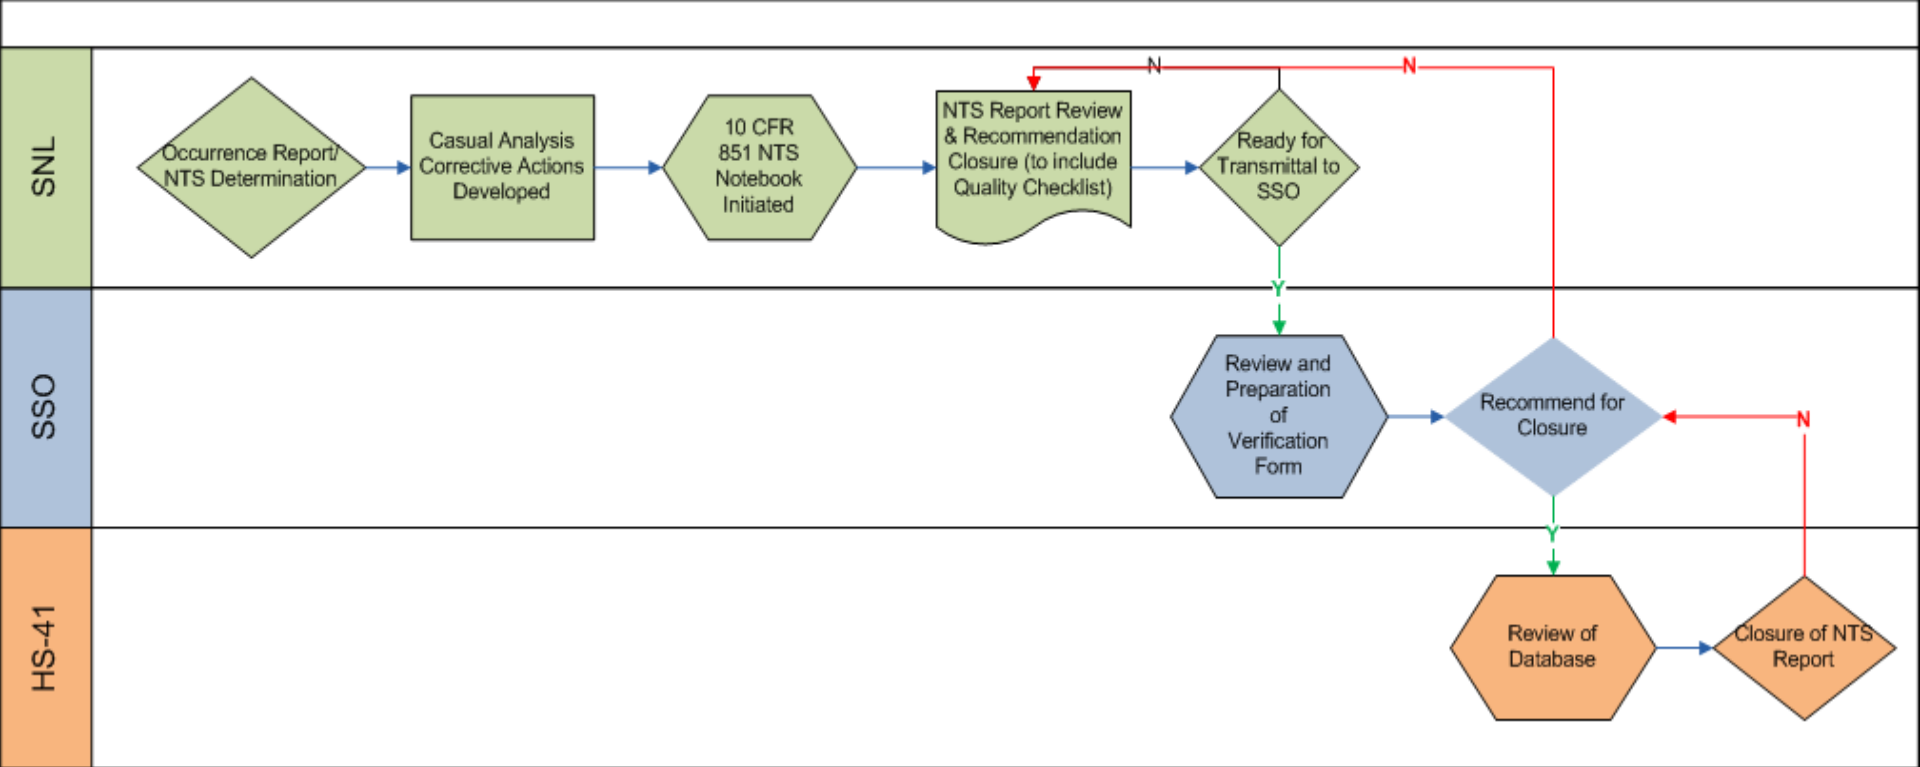 SNL
Occurrence Report/
NTS Determination
Casual Analysis
Corrective Actions
Developed
10 CFR
851 NTS
Notebook
Initiated
NTS Report Review
& Recommendation
Closure (to include
Quality Checklist)
N
Ready for
Transmittal to
SSO
N
Y
SSO
Review and
Preparation
of
Verification
Form
Recommend for
Closure
N
Y
HS-41
Review of
Database
Closure of NTS
Report